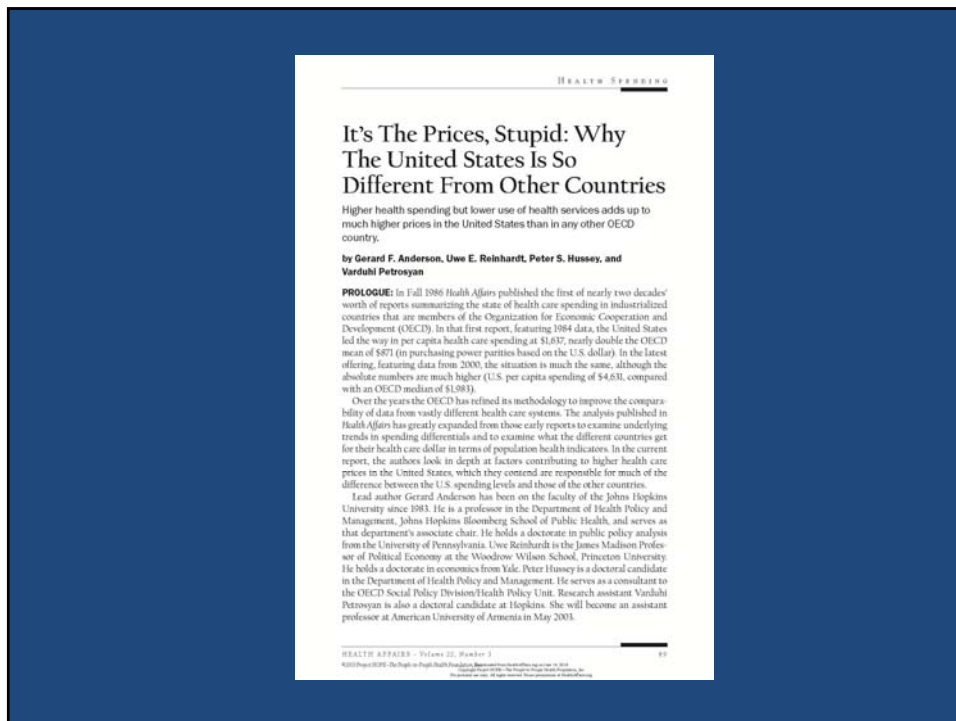 HEALTH SPENDING
It's The Prices, Stupid: Why
The United States Is So
Different From Other Countries
Higher health spending but lower use of health services adds up to
much higher prices in the United States than in any other OECD
country.
by Gerard F. Anderson, Uwe E. Reinhardt, Peter S. Hussey, and
Varduhi Petrosyan
PROLOGUE: In Fall 1986 Health Affairs published the first of nearly two decades'
worth of reports summarizing the state of health care spending in industrialized
countries that are members of the Organization for Economic Cooperation and
Development (OECD). In that first report, featuring 1984 data, the United States
led the way in per capita health care spending at $1,637, nearly double the OECD
mean of $871 (in purchasing power parities based on the U.S. dollar). In the latest
offering, featuring data from 2000, the situation is much the same, although the
absolute numbers are much higher (U.S. per capita spending of $4,631, compared
with an OECD median of $1,983).
Over the years the OECD has refined its methodology to improve the compara-
bility of data from vastly different health care systems. The analysis published in
Health Affairs has greatly expanded from those early reports to examine underlying
trends in spending differentials and to examine what the different countries get
for their health care dollar in terms of population health indicators. In the current
report, the authors look in depth at factors contributing to higher health care
prices in the United States, which they contend are responsible for much of the
difference between the U.S. spending levels and those of the other countries.
Lead author Gerard Anderson has been on the faculty of the Johns Hopkins
University since 1983. He is a professor in the Department of Health Policy and
Management, Johns Hopkins Bloomberg School of Public Health, and serves as
that department's associate chair. He holds a doctorate in public policy analysis
from the University of Pennsylvania. Uwe Reinhardt is the James Madison Profes-
sor of Political Economy at the Woodrow Wilson School, Princeton University.
He holds a doctorate in economics from Yale. Peter Hussey is a doctoral candidate
in the Department of Health Policy and Management. He serves as a consultant to
the OECD Social Policy Division/Health Policy Unit. Research assistant Varduhi
Petrosyan is also a doctoral candidate at Hopkins. She will become an assistant
professor at American University of Armenia in May 2003.
HEALTH AFFAIRS - Volume 22, Number 3
89
©2003 Project HOPE–The People-to-People Health Foundation, Inc.